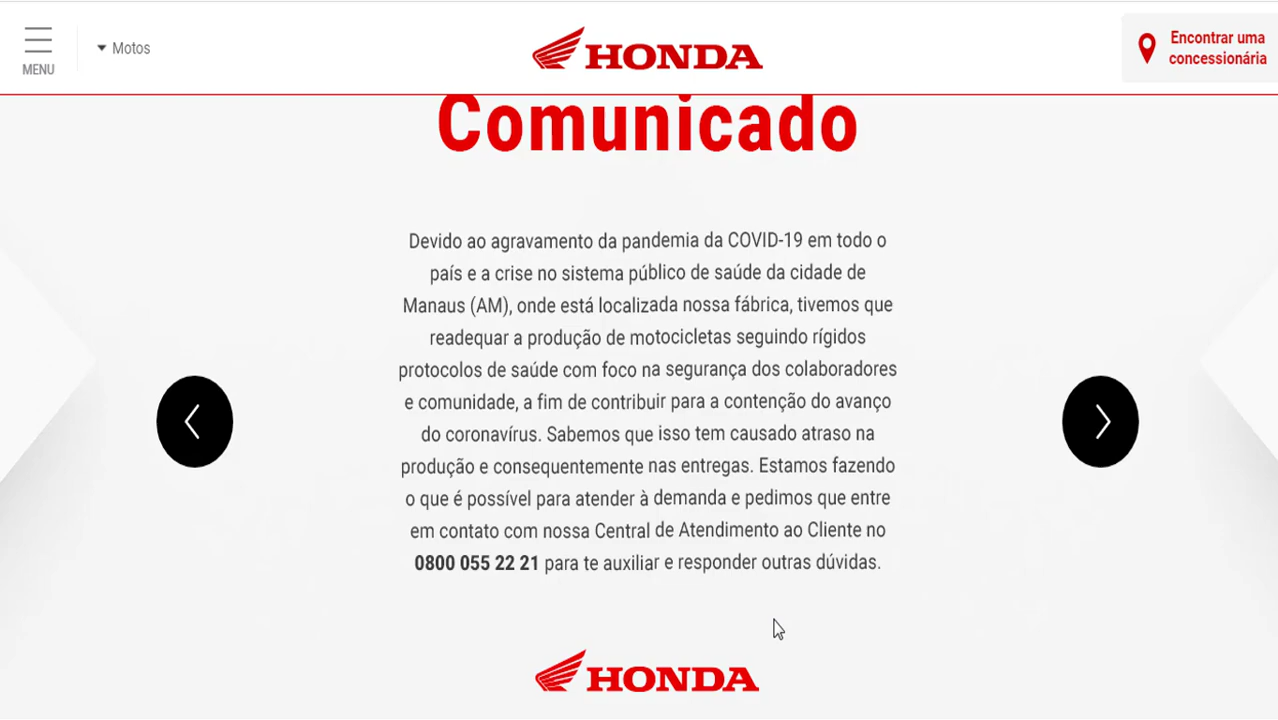 MENU
Motos
HONDA
Encontrar uma
concessionária
Comunicado
Devido ao agravamento da pandemia da COVID-19 em todo o
país e a crise no sistema público de saúde da cidade de
Manaus (AM), onde está localizada nossa fábrica, tivemos que
readequar a produção de motocicletas seguindo rígidos
protocolos de saúde com foco na segurança dos colaboradores
e comunidade, a fim de contribuir para a contenção do avanço
do coronavírus. Sabemos que isso tem causado atraso na
produção e consequentemente nas entregas. Estamos fazendo
o que é possível para atender à demanda e pedimos que entre
em contato com nossa Central de Atendimento ao Cliente no
0800 055 22 21 para te auxiliar e responder outras dúvidas.
HONDA